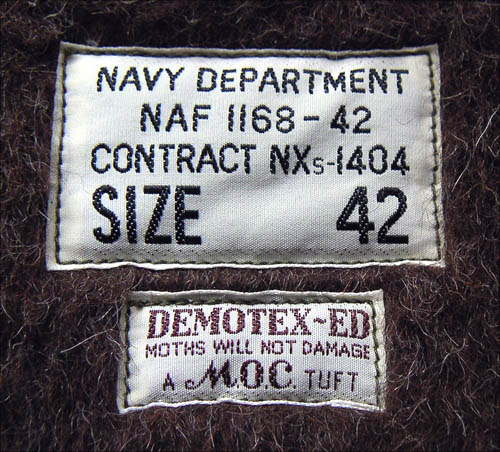 NAVY DEPARTMENT
NAF 1168-42
CONTRACT NXs-1404
SIZE 42
DEMOTEX-ED
MOTHS WILL NOT DAMAGE
A M.O.C. TUFT